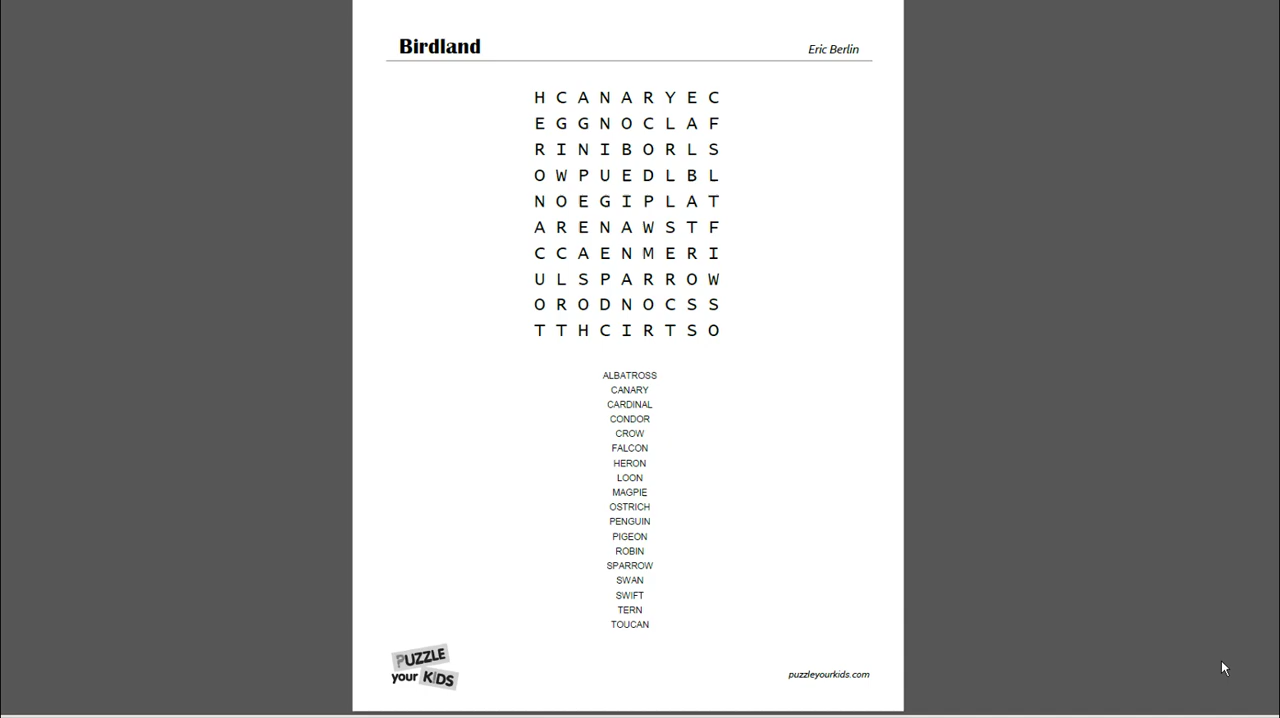 Birdland
Eric Berlin
H C A N A R Y E C
E G G N O C L A F
R I N I B O R L S
O W P U E D L B L
N O E G I P L A T
A R E N A W S T F
C C A E N M E R I
U L S P A R R O W
O R O D N O C S S
T T H C I R T S O
ALBATROSS
CANARY
CARDINAL
CONDOR
CROW
FALCON
HERON
LOON
MAGPIE
OSTRICH
PENGUIN
PIGEON
ROBIN
SPARROW
SWAN
SWIFT
TERN
TOUCAN
PUZZLE
your KIDS
puzzleyourkids.com